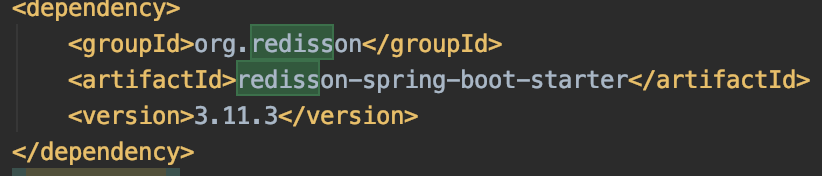 <dependency>
<groupId>org.redisson</groupId>
<artifactId>redisson-spring-boot-starter</artifactId>
<version>3.11.3</version>
</dependency>